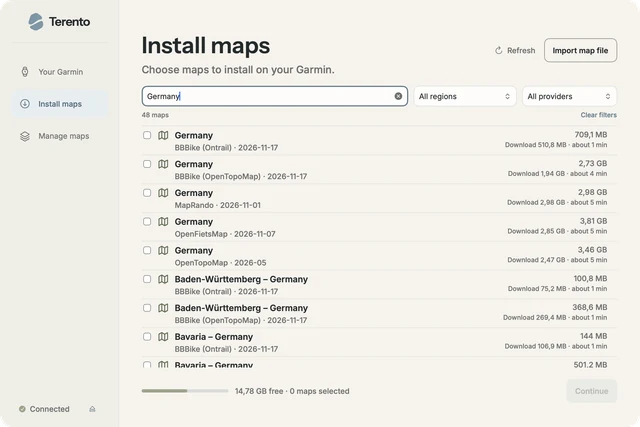 Terento
Your Garmin
Install maps
Manage maps
Connected
Install maps
Choose maps to install on your Garmin.
Refresh
Import map file
Germany
All regions
All providers
48 maps
Clear filters
Germany
709,1 MB
BBBike (Ontrail) · 2026-11-17
Download 510,8 MB · about 1 min
Germany
2,73 GB
BBBike (OpenTopoMap) · 2026-11-17
Download 1,94 GB · about 4 min
Germany
2,98 GB
MapRando · 2026-11-01
Download 2,98 GB · about 5 min
Germany
3,81 GB
OpenFietsMap · 2026-11-07
Download 2,85 GB · about 5 min
Germany
3,46 GB
OpenTopoMap · 2026-05
Download 2,47 GB · about 5 min
Baden-Württemberg – Germany
100,8 MB
BBBike (Ontrail) · 2026-11-17
Download 75,2 MB · about 1 min
Baden-Württemberg – Germany
368,6 MB
BBBike (OpenTopoMap) · 2026-11-17
Download 269,4 MB · about 1 min
Bavaria – Germany
144 MB
BBBike (Ontrail) · 2026-11-17
Download 106,9 MB · about 1 min
Bavaria – Germany
501,2 MB
14,78 GB free · 0 maps selected
Continue